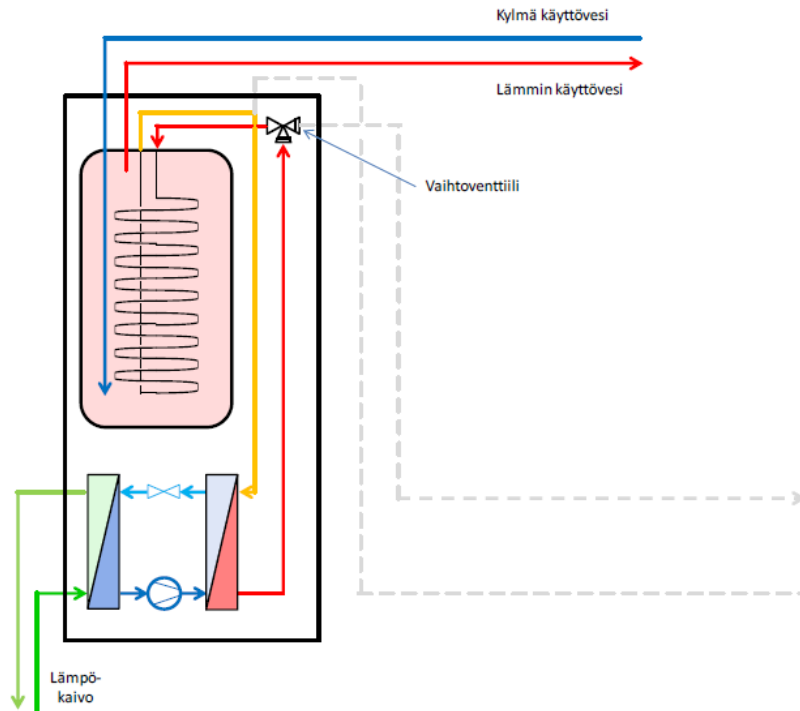 Kylmä käyttövesi
Lämmin käyttövesi
Vaihtoventtiili
Lämpö-
kaivo